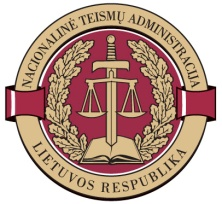 NACIONALINĖ TEISMŲ ADMINISTRACIJA
LIETUVOS RESPUBLIKA